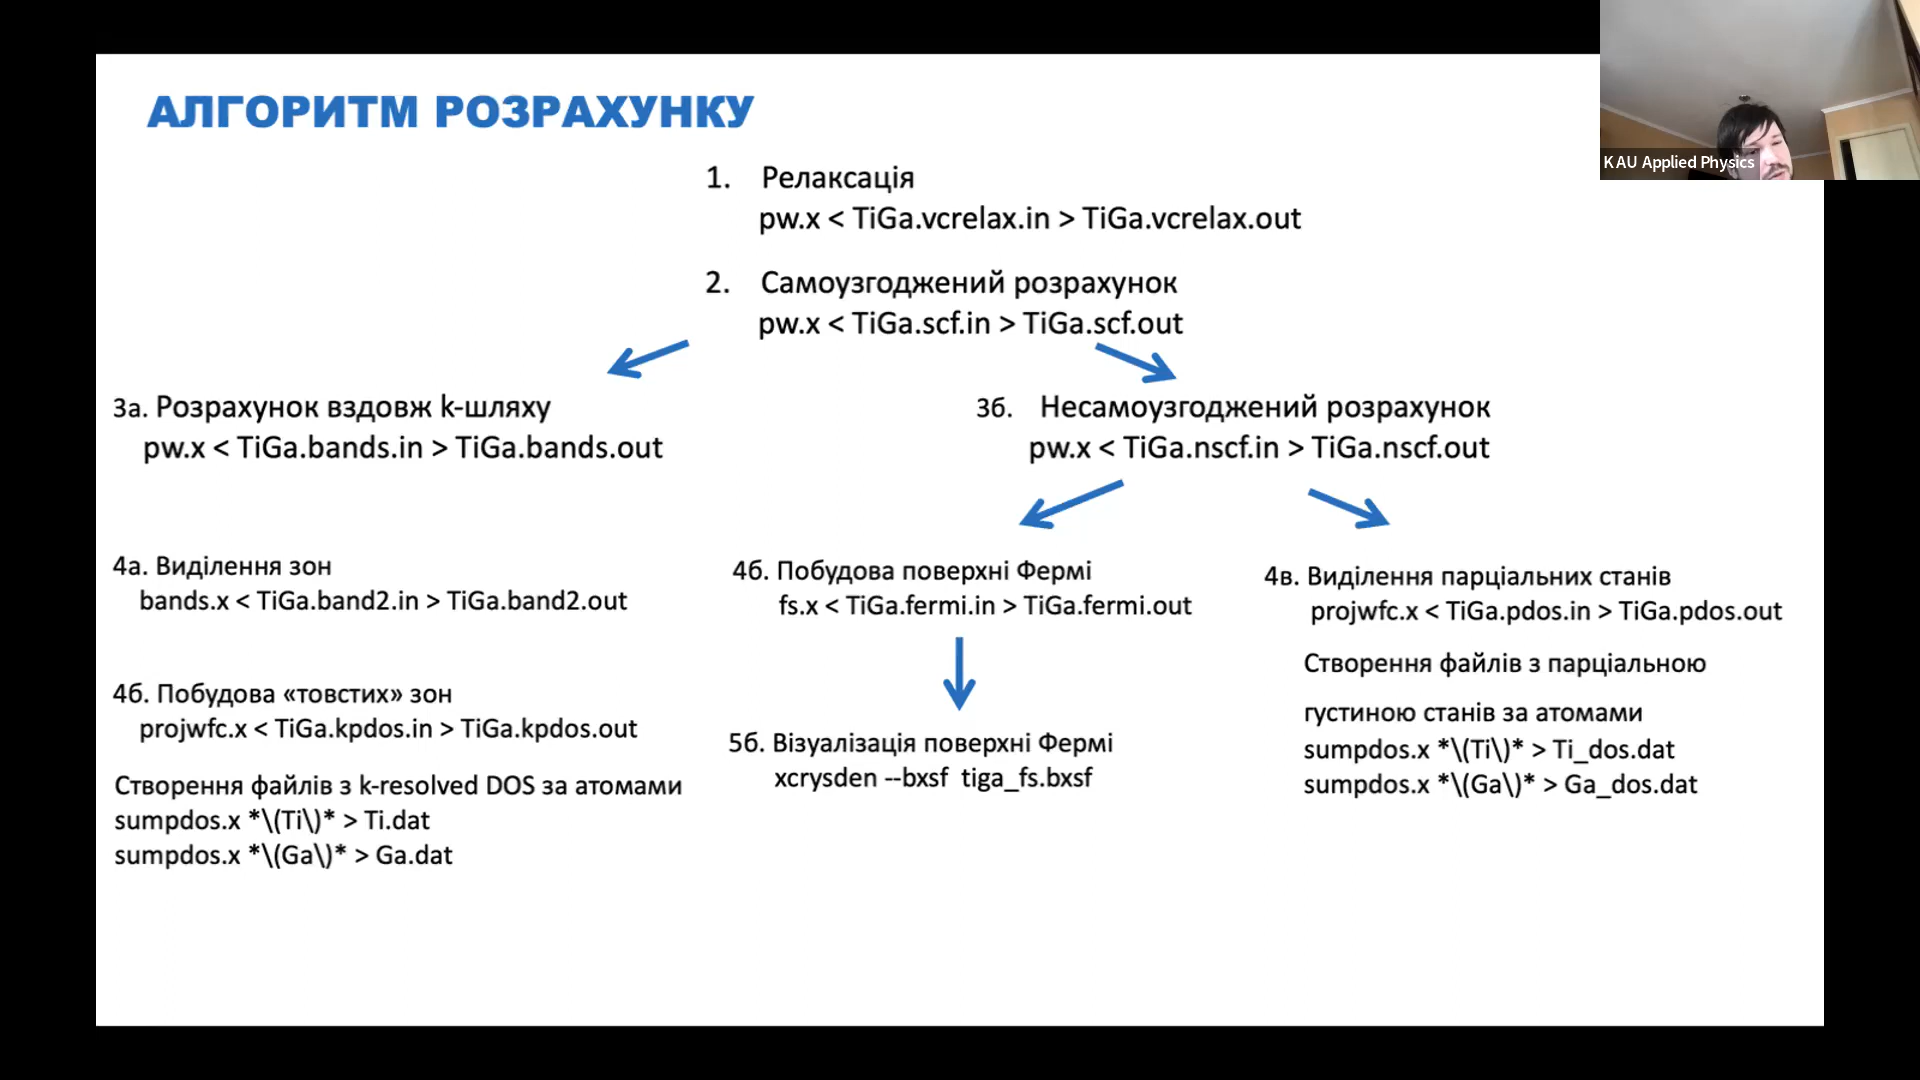 АЛГОРИТМ РОЗРАХУНКУ
K AU Applied Physics
1. Релаксація
pw.x < TiGa.vcrelax.in > TiGa.vcrelax.out
2. Самоузгоджений розрахунок
pw.x < TiGa.scf.in > TiGa.scf.out
3а. Розрахунок вздовж k-шляху
pw.x < TiGa.bands.in > TiGa.bands.out
3б. Несамоузгоджений розрахунок
pw.x < TiGa.nscf.in > TiGa.nscf.out
4а. Виділення зон
bands.x < TiGa.band2.in > TiGa.band2.out
4б. Побудова «товстих» зон
projwfc.x < TiGa.kpdos.in > TiGa.kpdos.out
Створення файлів з k-resolved DOS за атомами
sumpdos.x *\(Ti\)* > Ti.dat
sumpdos.x *\(Ga\)* > Ga.dat
4б. Побудова поверхні Фермі
fs.x < TiGa.fermi.in > TiGa.fermi.out
5б. Візуалізація поверхні Фермі
xcrysden --bxsf tiga_fs.bxsf
4в. Виділення парціальних станів
projwfc.x < TiGa.pdos.in > TiGa.pdos.out
Створення файлів з парціальною
густиною станів за атомами
sumpdos.x *\(Ti\)* > Ti_dos.dat
sumpdos.x *\(Ga\)* > Ga_dos.dat